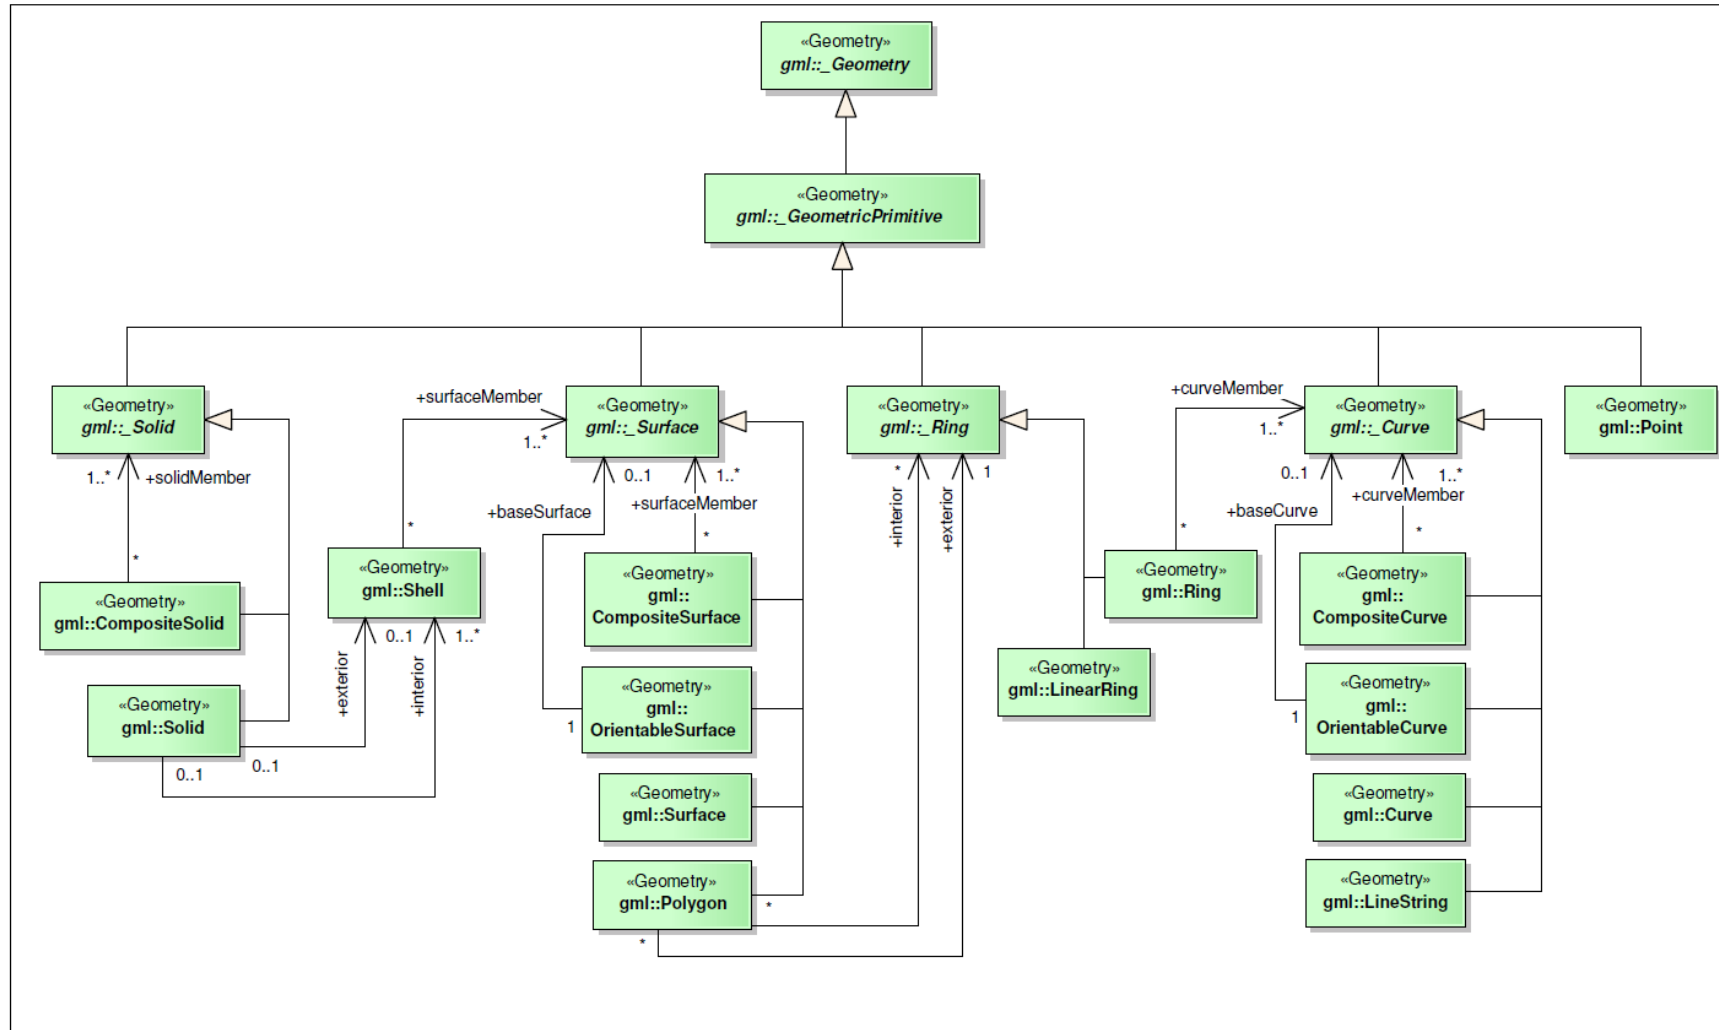 «Geometry»
gml::_Geometry
«Geometry»
gml::_GeometricPrimitive
«Geometry»
gml::_Solid
1..*
+solidMember
*
«Geometry»
gml::CompositeSolid
«Geometry»
gml::Solid
0..1
0..1
+exterior
+interior
0..1
1..*
«Geometry»
gml::Shell
*
+surfaceMember
1..*
«Geometry»
gml::_Surface
0..1
1..*
+baseSurface
+surfaceMember
*
«Geometry»
gml::
CompositeSurface
1
«Geometry»
gml::
OrientableSurface
«Geometry»
gml::Surface
«Geometry»
gml::Polygon
*
*
«Geometry»
gml::_Ring
*
1
+interior
+exterior
«Geometry»
gml::Ring
«Geometry»
gml::LinearRing
*
+curveMember
1..*
«Geometry»
gml::_Curve
0..1
1..*
+curveMember
+baseCurve
*
«Geometry»
gml::
CompositeCurve
1
«Geometry»
gml::
OrientableCurve
«Geometry»
gml::Curve
«Geometry»
gml::LineString
«Geometry»
gml::Point